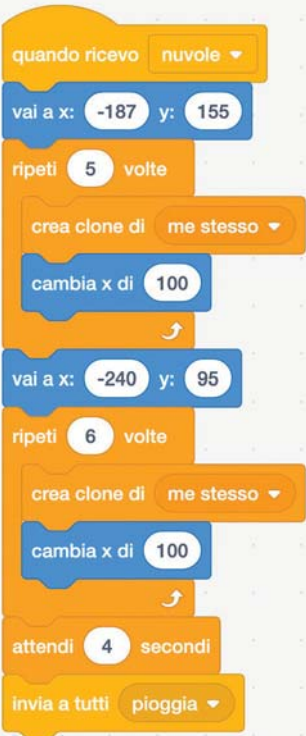 quando ricevo nuvole
vai a x: -187 y: 155
ripeti 5 volte
crea clone di me stesso
cambia x di 100
vai a x: -240 y: 95
ripeti 6 volte
crea clone di me stesso
cambia x di 100
attendi 4 secondi
invia a tutti pioggia